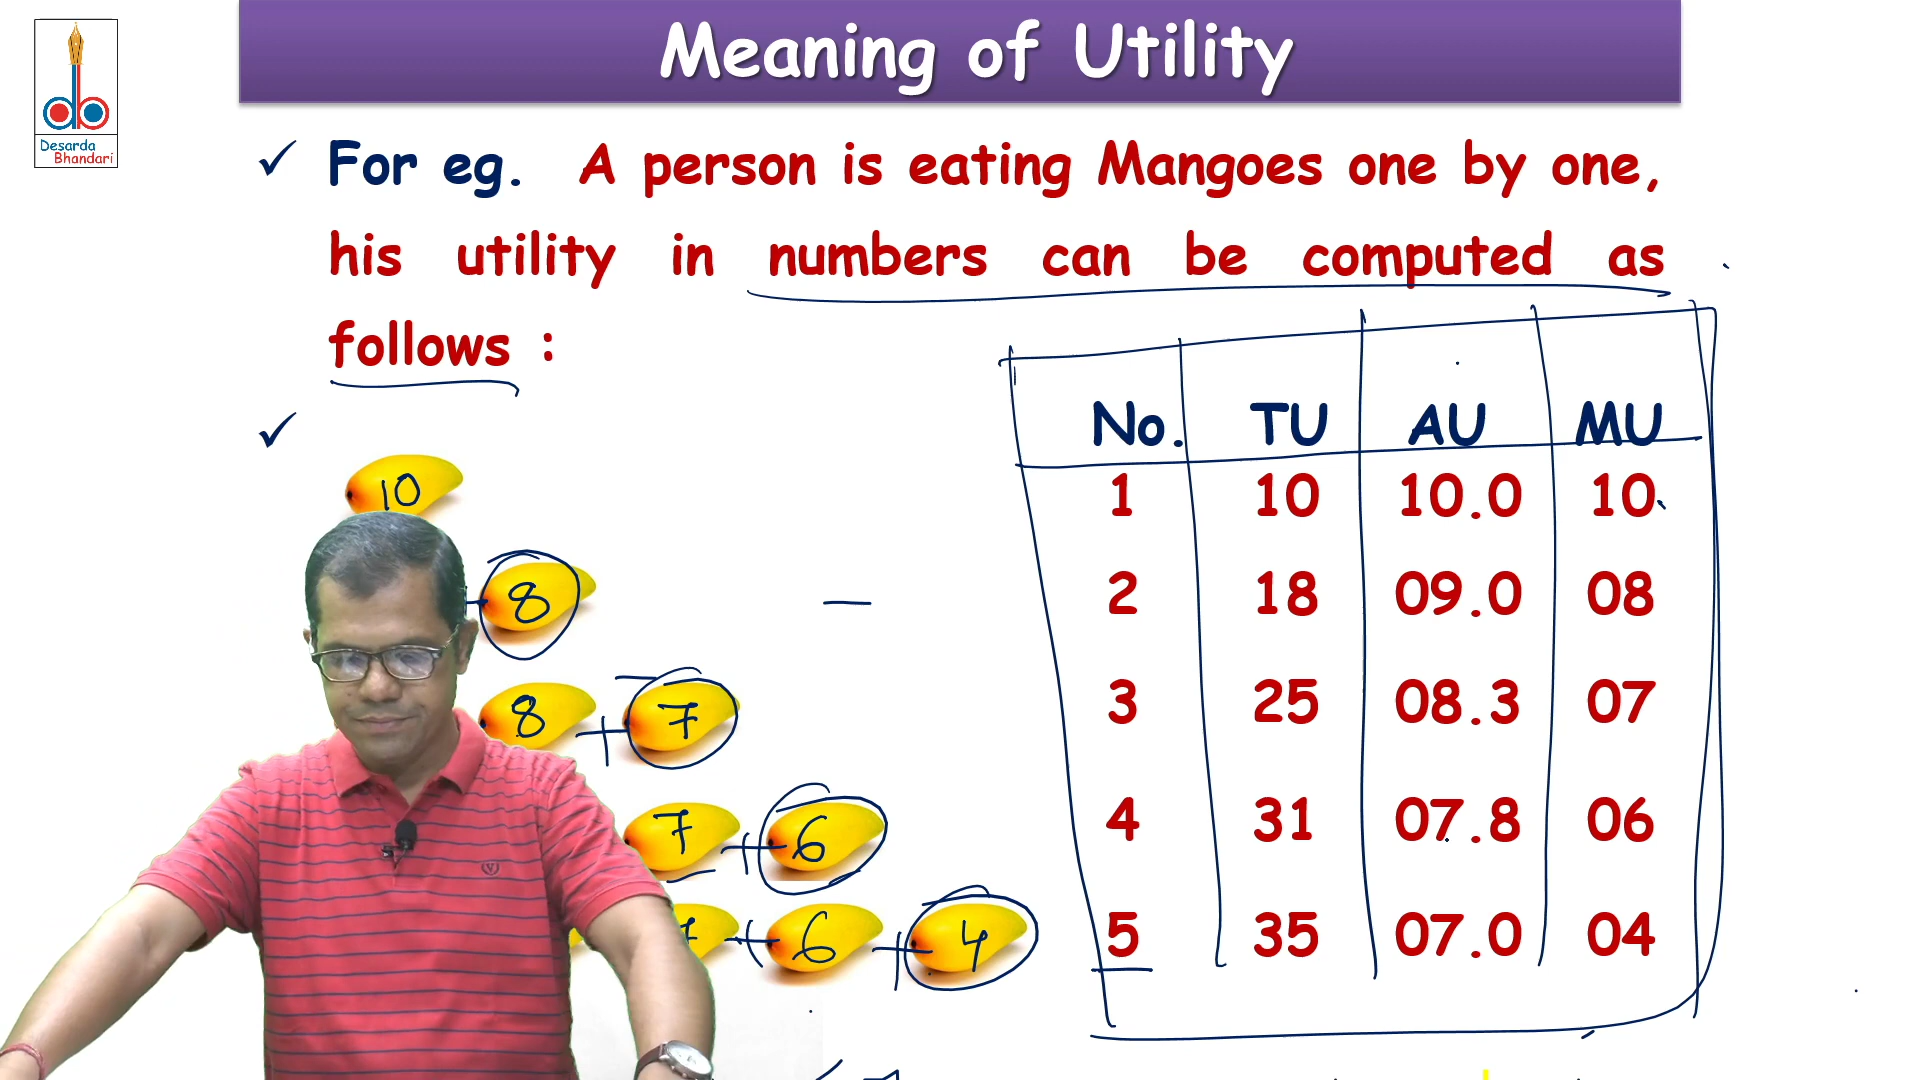 Meaning of Utility
Desarda
Bhandari
✓ For eg. A person is eating Mangoes one by one,
his utility in numbers can be computed as
follows :
✓
No. TU AU MU
10
1 10 10.0 10
8
2 18 09.0 08
8 + 7
3 25 08.3 07
7 + 6
4 31 07.8 06
+ 6 + 4
5 35 07.0 04